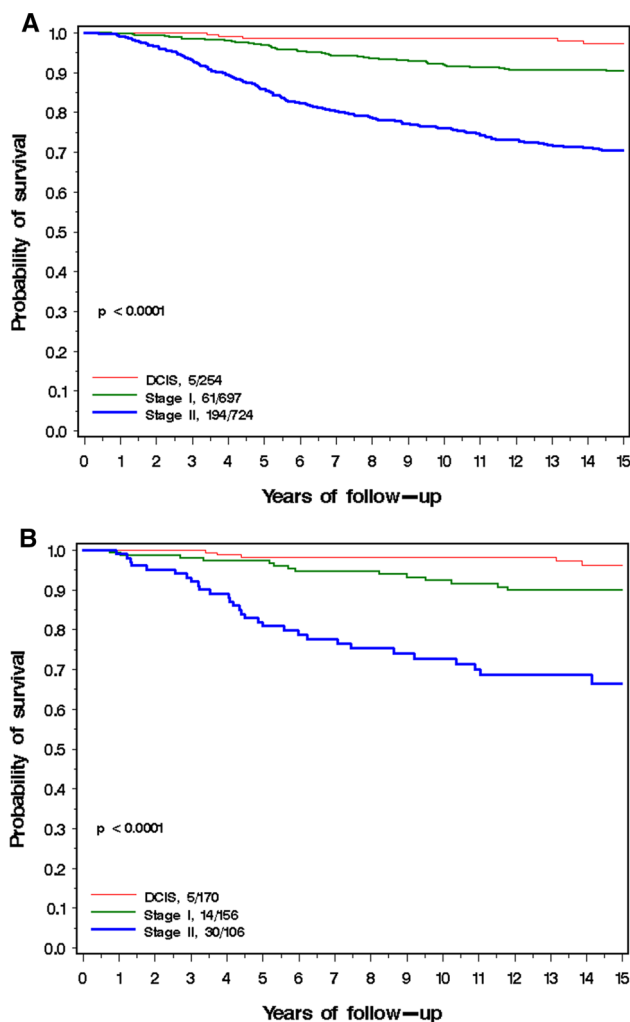 A
1.0
0.9
0.8
0.7
0.6
0.5
0.4
0.3
0.2
0.1
0.0
Probability of survival
p < 0.0001
DCIS, 5/254
Stage I, 61/697
Stage II, 194/724
0 1 2 3 4 5 6 7 8 9 10 11 12 13 14 15
Years of follow-up
B
1.0
0.9
0.8
0.7
0.6
0.5
0.4
0.3
0.2
0.1
0.0
Probability of survival
p < 0.0001
DCIS, 5/170
Stage I, 14/156
Stage II, 30/106
0 1 2 3 4 5 6 7 8 9 10 11 12 13 14 15
Years of follow-up